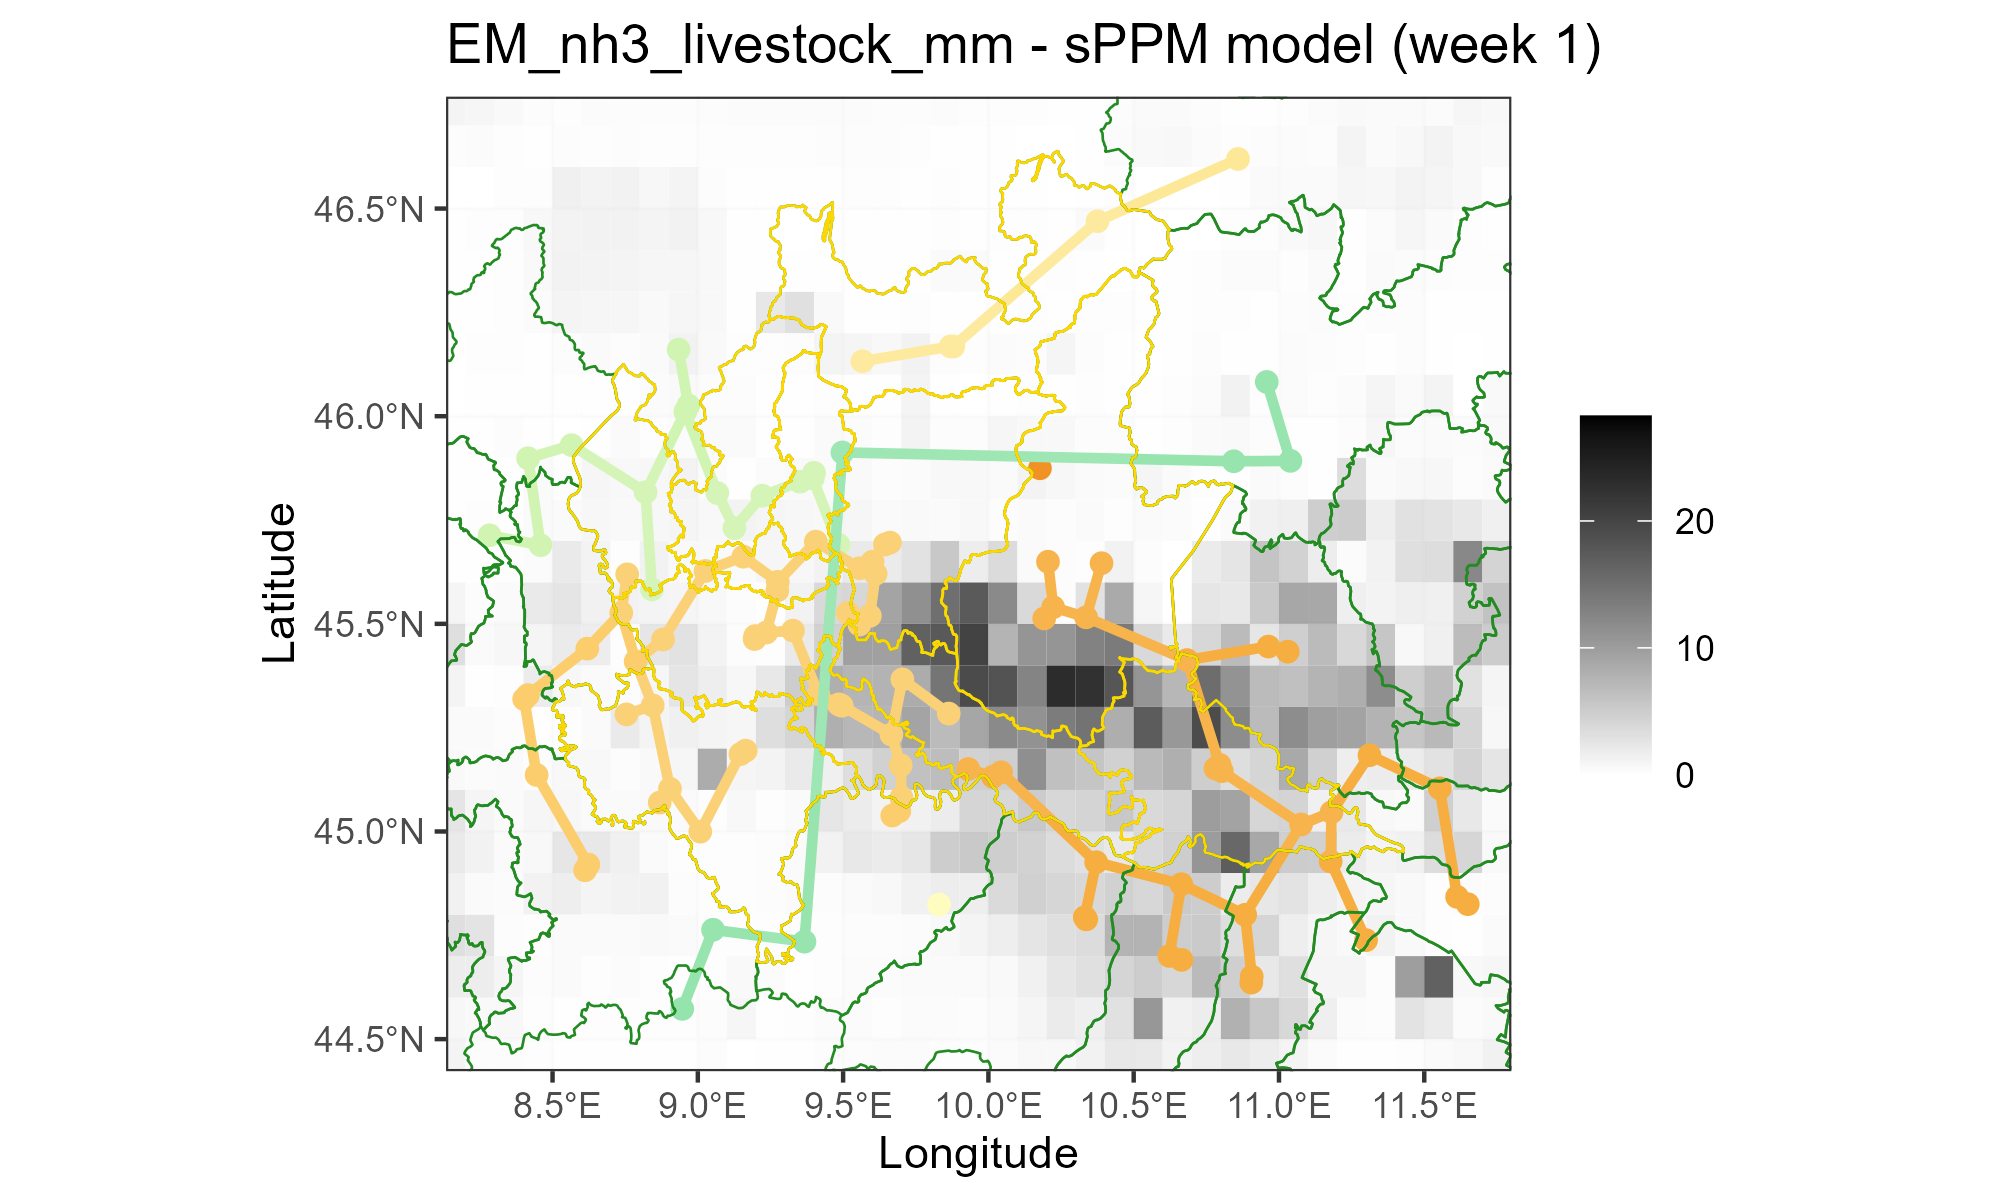 EM_nh3_livestock_mm - sPPM model (week 1)
46.5°N
46.0°N
45.5°N
45.0°N
44.5°N
Latitude
8.5°E 9.0°E 9.5°E 10.0°E 10.5°E 11.0°E 11.5°E
Longitude
20
10
0